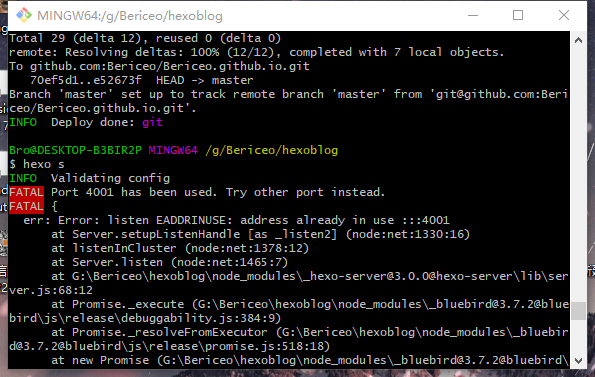 MINGW64:/g/Bericeo/hexoblog
Total 29 (delta 12), reused 0 (delta 0)
remote: Resolving deltas: 100% (12/12), completed with 7 local objects.
To github.com:Bericeo/Bericeo.github.io.git
   70ef5d1..e52673f  HEAD -> master
Branch 'master' set up to track remote branch 'master' from 'git@github.com:Beri
ceo/Bericeo.github.io.git'.
INFO  Deploy done: git
Bro@DESKTOP-B3BIR2P MINGW64 /g/Bericeo/hexoblog
$ hexo s
INFO  Validating config
FATAL Port 4001 has been used. Try other port instead.
FATAL {
  err: Error: listen EADDRINUSE: address already in use :::4001
      at Server.setupListenHandle [as _listen2] (node:net:1330:16)
      at listenInCluster (node:net:1378:12)
      at Server.listen (node:net:1465:7)
      at G:\Bericeo\hexoblog\node_modules\_hexo-server@3.0.0@hexo-server\lib\ser
ver.js:68:12
      at Promise._execute (G:\Bericeo\hexoblog\node_modules\_bluebird@3.7.2@blue
bird\js\release\debuggability.js:384:9)
      at Promise._resolveFromExecutor (G:\Bericeo\hexoblog\node_modules\_bluebir
d@3.7.2@bluebird\js\release\promise.js:518:18)
      at new Promise (G:\Bericeo\hexoblog\node_modules\_bluebird@3.7.2@bluebird\